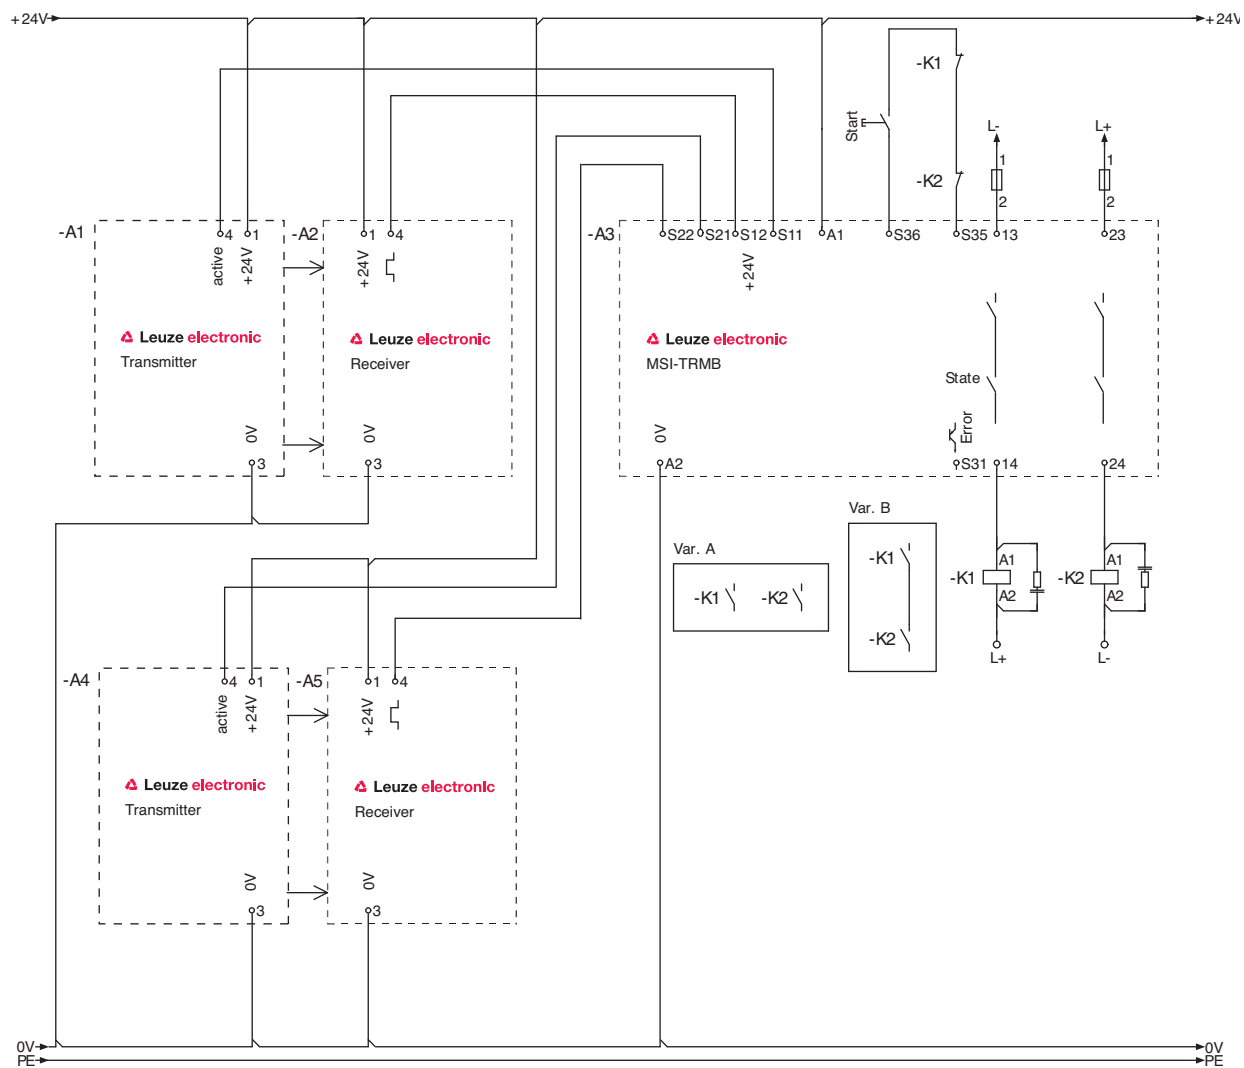 +24V
+24V
-K1
Start
L-
L+
1
1
-K2
2
2
-A1
4
1
-A2
1
4
-A3
S22
S21
S12
S11
A1
S36
S35
13
23
active
+24V
+24V
+24V
Leuze electronic
Transmitter
Leuze electronic
Receiver
Leuze electronic
MSI-TRMB
State
Error
0V
0V
0V
3
3
A2
S31
14
24
Var. B
Var. A
-K1
-K1
A1
A2
-K2
A1
A2
-K1
-K2
-K2
L+
L-
-A4
4
1
-A5
1
4
active
+24V
+24V
Leuze electronic
Transmitter
Leuze electronic
Receiver
0V
0V
3
3
0V
0V
PE
PE